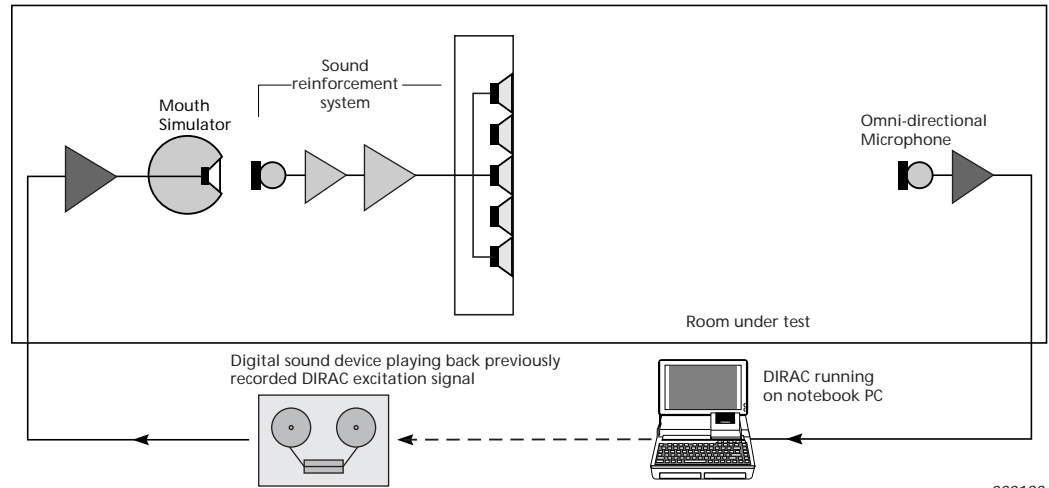 Sound
reinforcement
system
Mouth
Simulator
Omni-directional
Microphone
Room under test
Digital sound device playing back previously
recorded DIRAC excitation signal
DIRAC running
on notebook PC